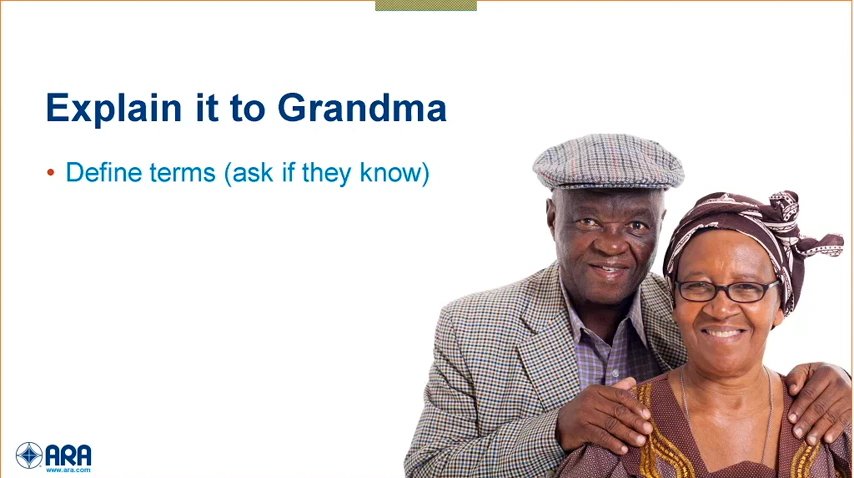 Explain it to Grandma
• Define terms (ask if they know)
ARA
www.ara.com